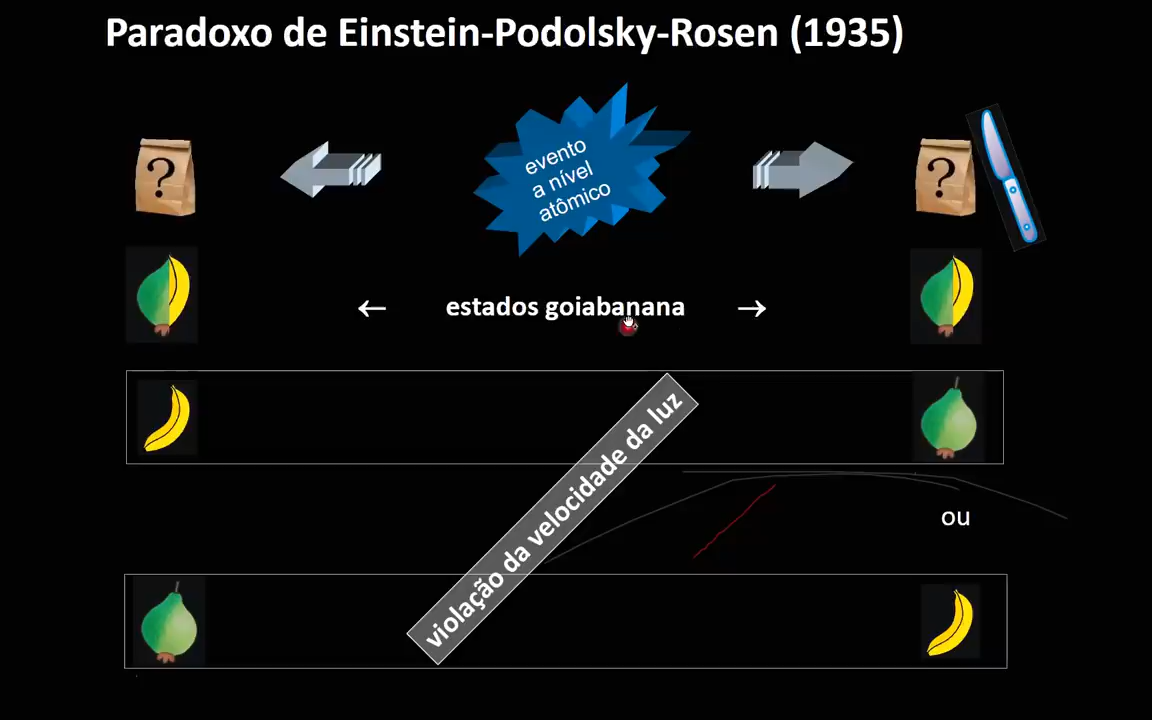 Paradoxo de Einstein-Podolsky-Rosen (1935)
evento
a nível
atômico
?
?
← estados goiabanana →
violação da velocidade da luz
ou